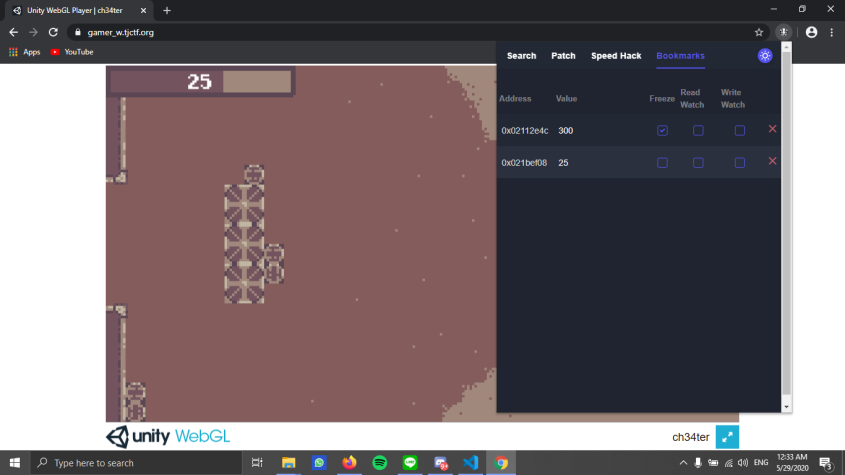 Unity WebGL Player | ch34ter
gamer_w.tjctf.org
Apps
YouTube
25
Search Patch Speed Hack Bookmarks
Address Value Freeze Read Watch Write Watch
0x02112e4c 300
0x021bef08 25
unity WebGL
ch34ter
Type here to search
9+
ENG
12:33 AM
5/29/2020
3